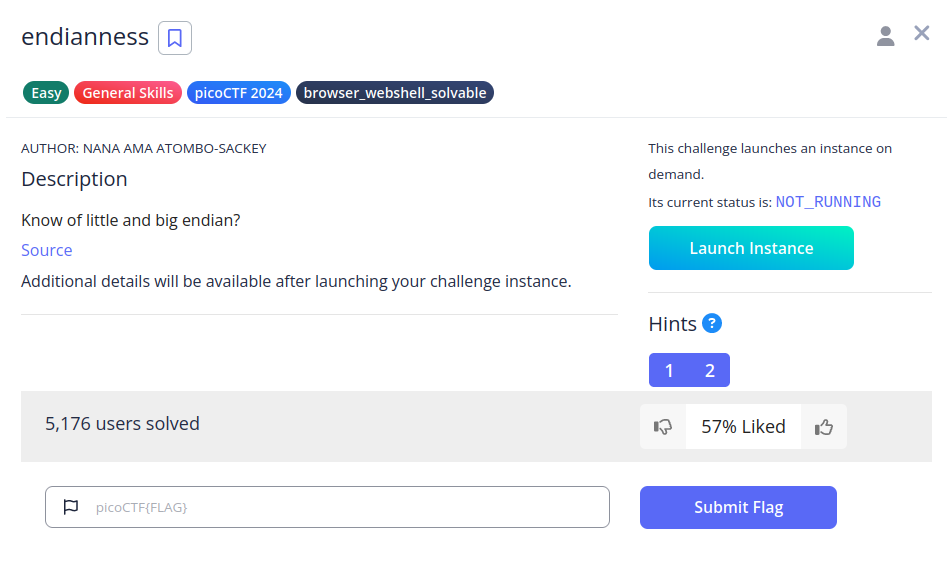 endianness
Easy General Skills picoCTF 2024 browser_webshell_solvable
AUTHOR: NANA AMA ATOMBO-SACKEY
Description
Know of little and big endian?
Source
Additional details will be available after launching your challenge instance.
This challenge launches an instance on
demand.
Its current status is: NOT_RUNNING
Launch Instance
Hints ?
1 2
5,176 users solved
57% Liked
picoCTF{FLAG}
Submit Flag